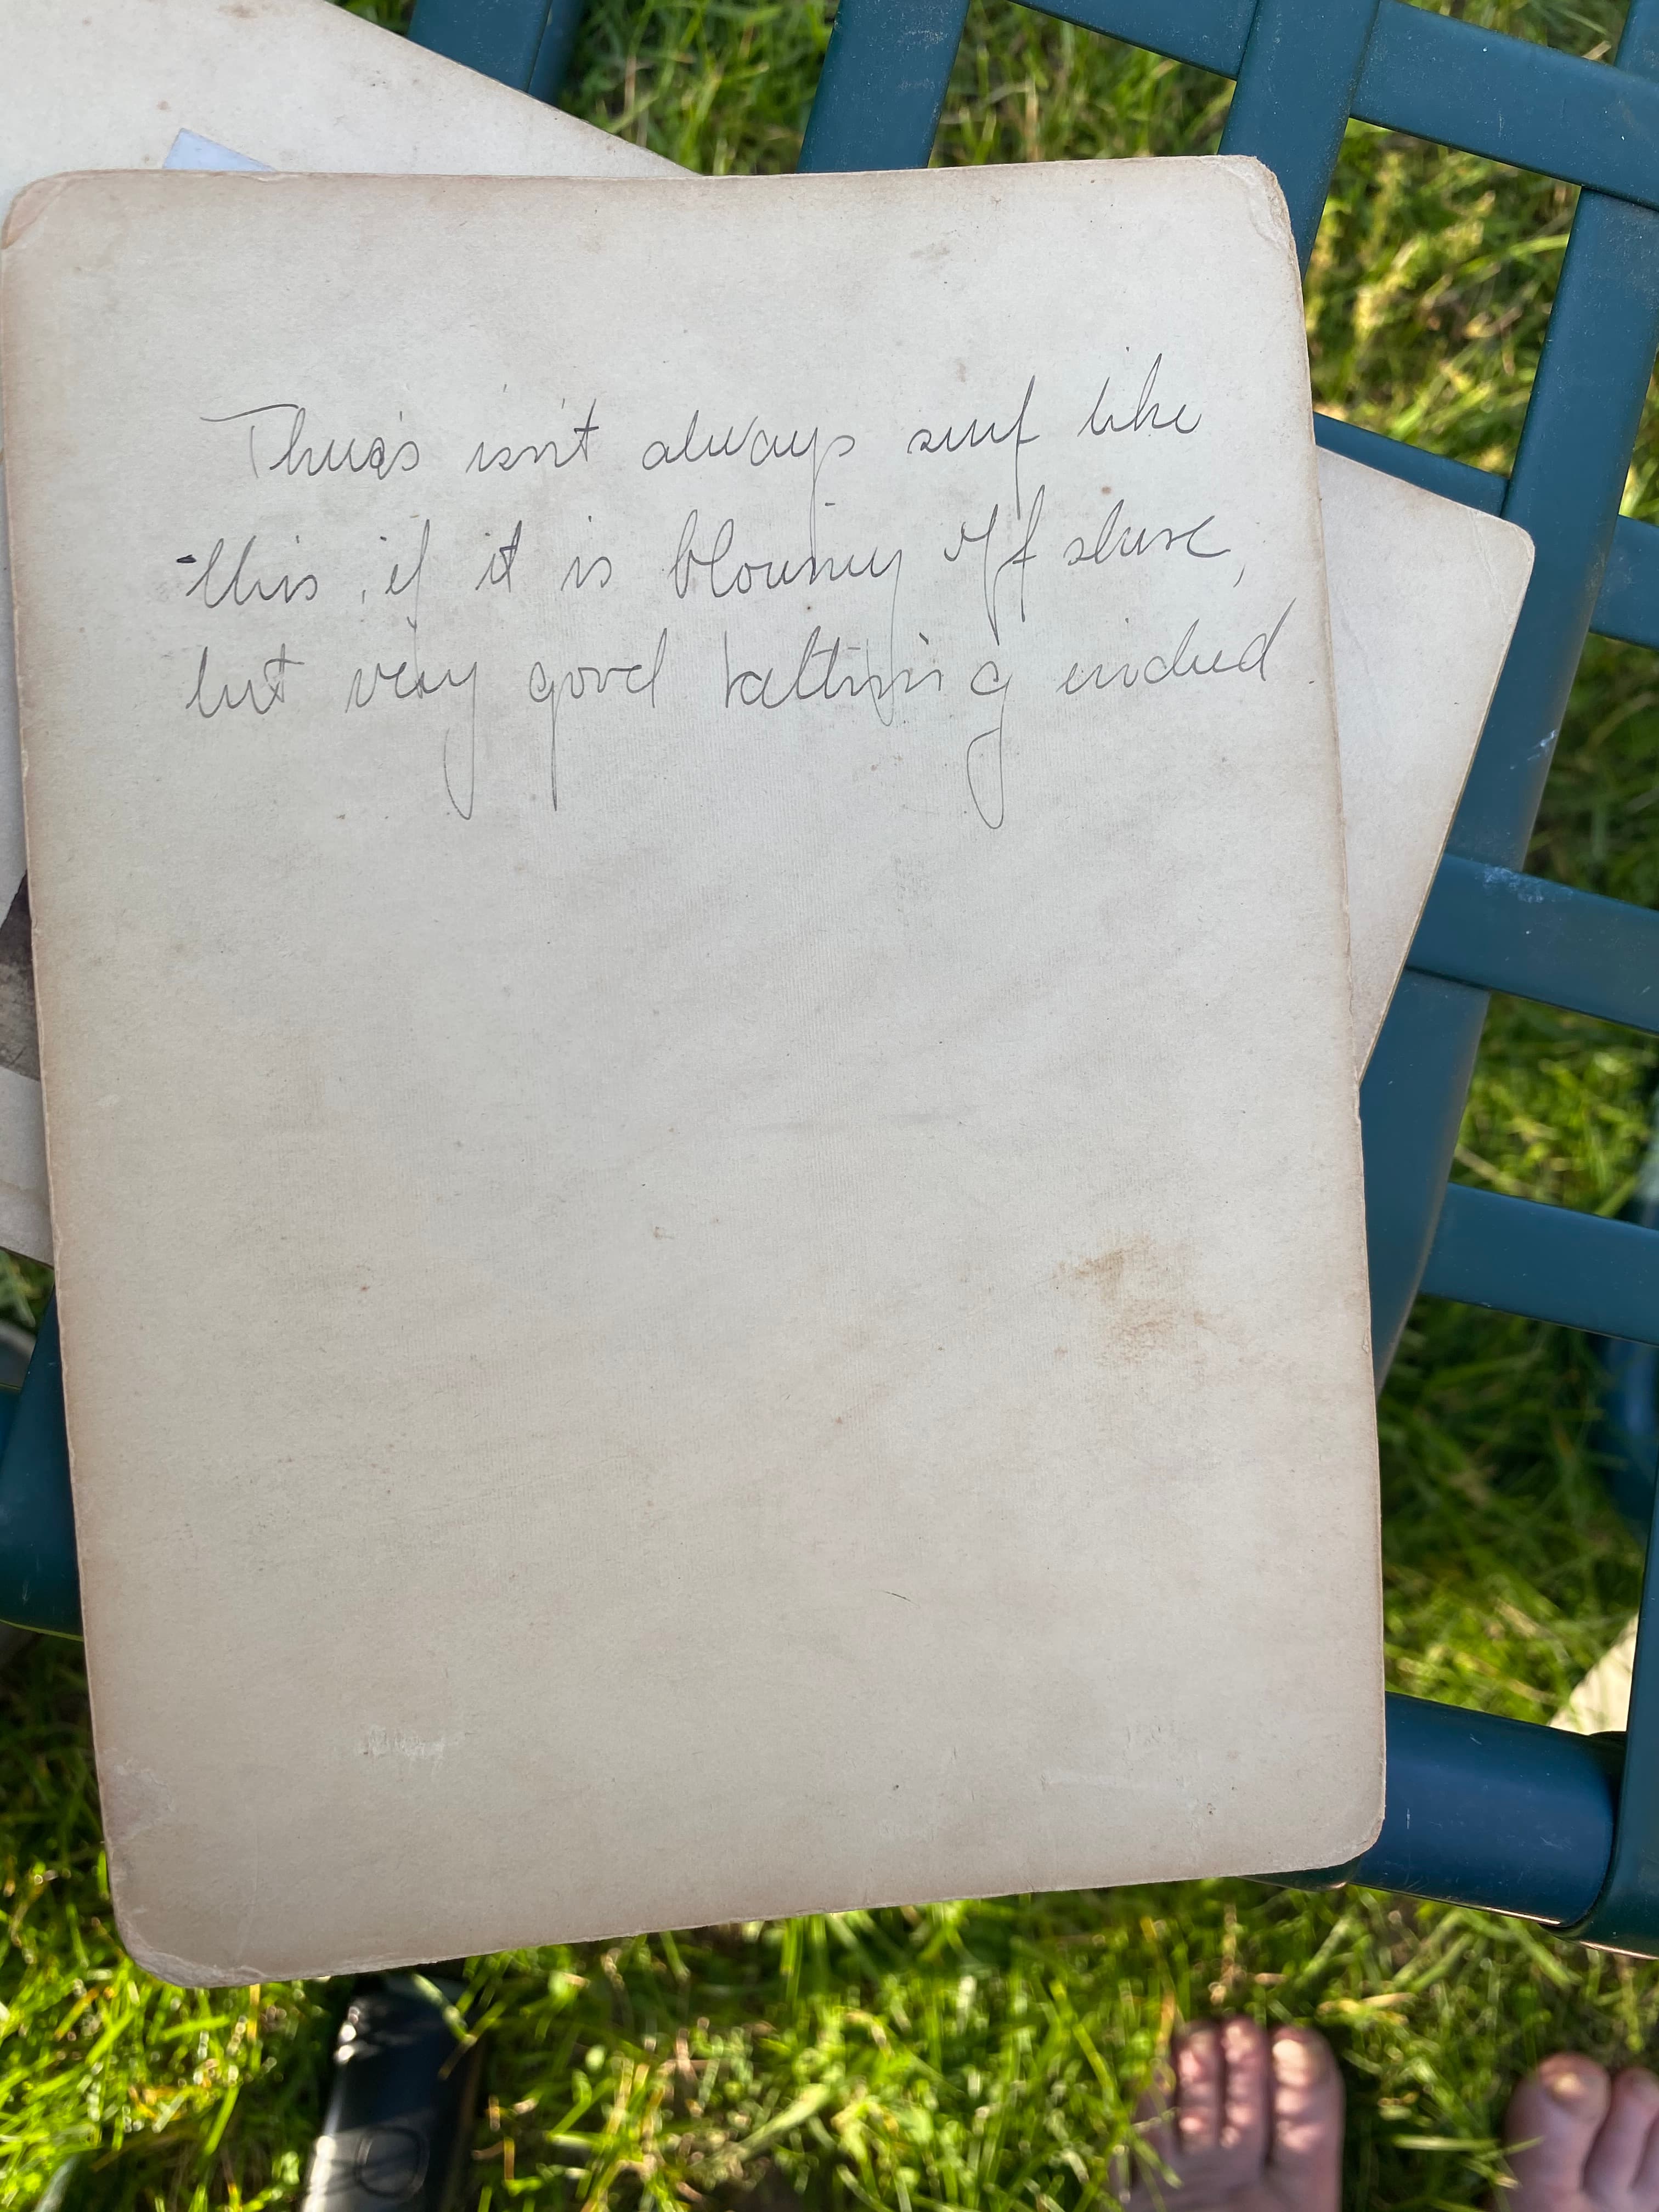 There's isn't always surf like
this, if it is blowing off shore,
but very good bathing indeed.